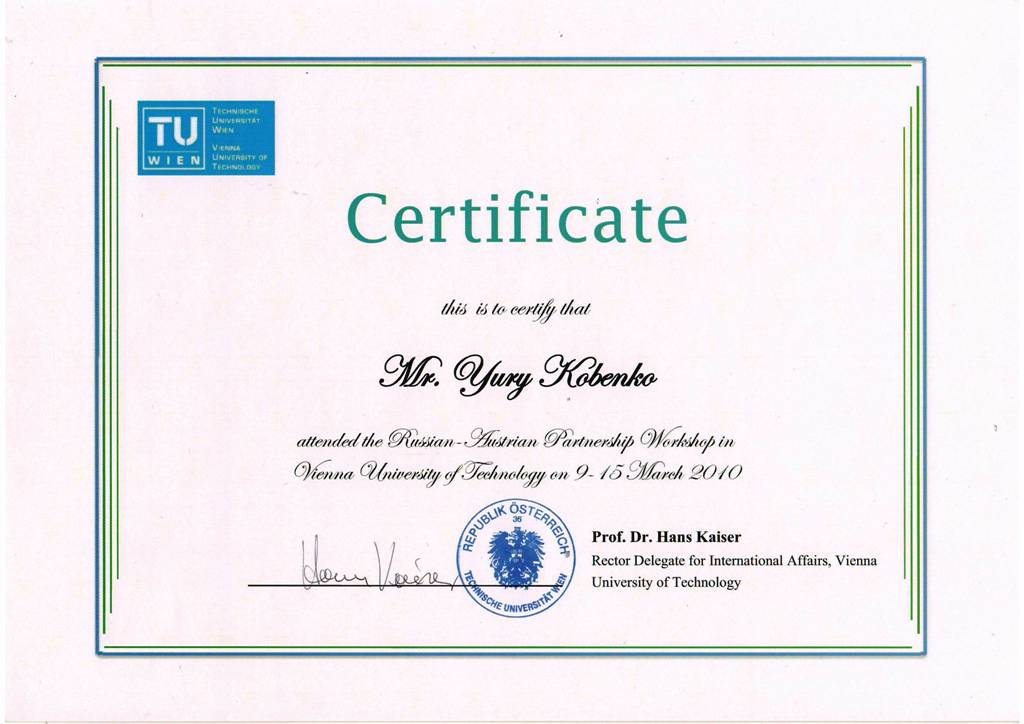 TU
WIEN
TECHNISCHE
UNIVERSITÄT
WIEN
VIENNA
UNIVERSITY OF
TECHNOLOGY
Certificate
this is to certify that
Mr. Yury Kobenko
attended the Russian-Austrian Partnership Workshop in
Vienna University of Technology on 9-15 March 2010
Hans Kaiser
REPUBLIK ÖSTERREICH
36
TECHNISCHE UNIVERSITÄT WIEN
Prof. Dr. Hans Kaiser
Rector Delegate for International Affairs, Vienna
University of Technology